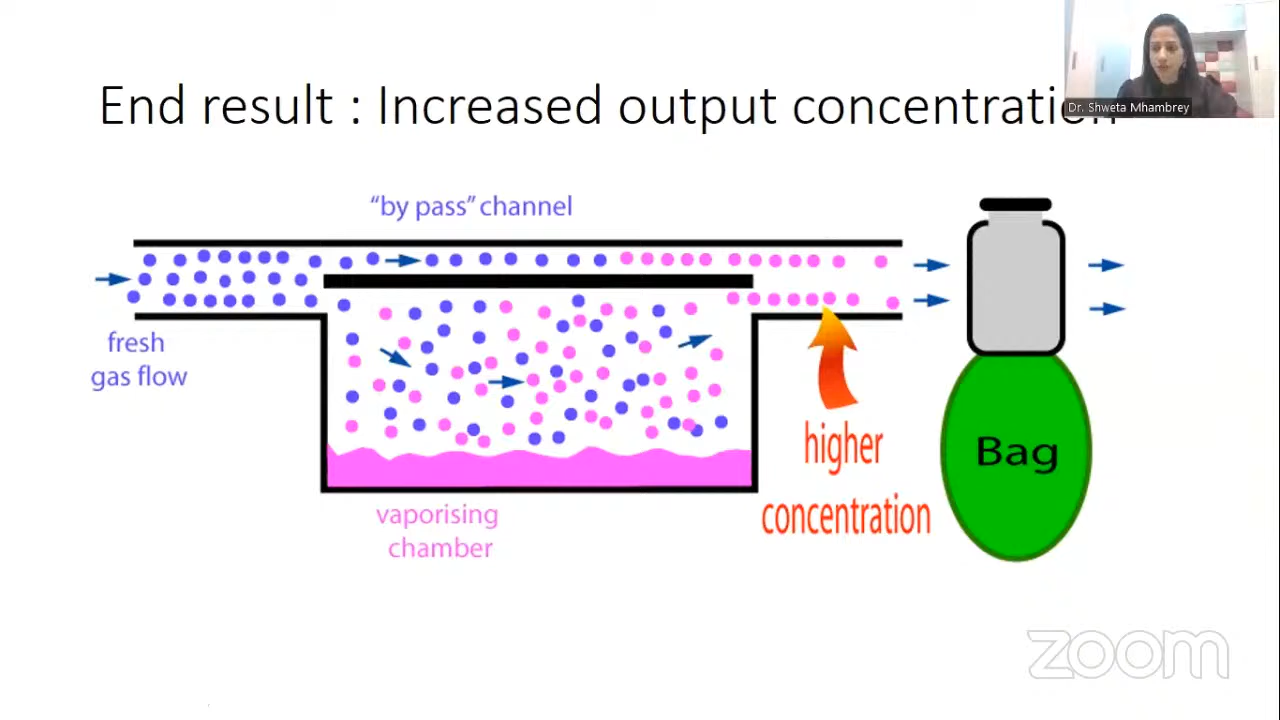 End result : Increased output concentration
Dr. Shweta Mhambrey
"by pass" channel
fresh
gas flow
higher
concentration
Bag
vaporising
chamber
zoom